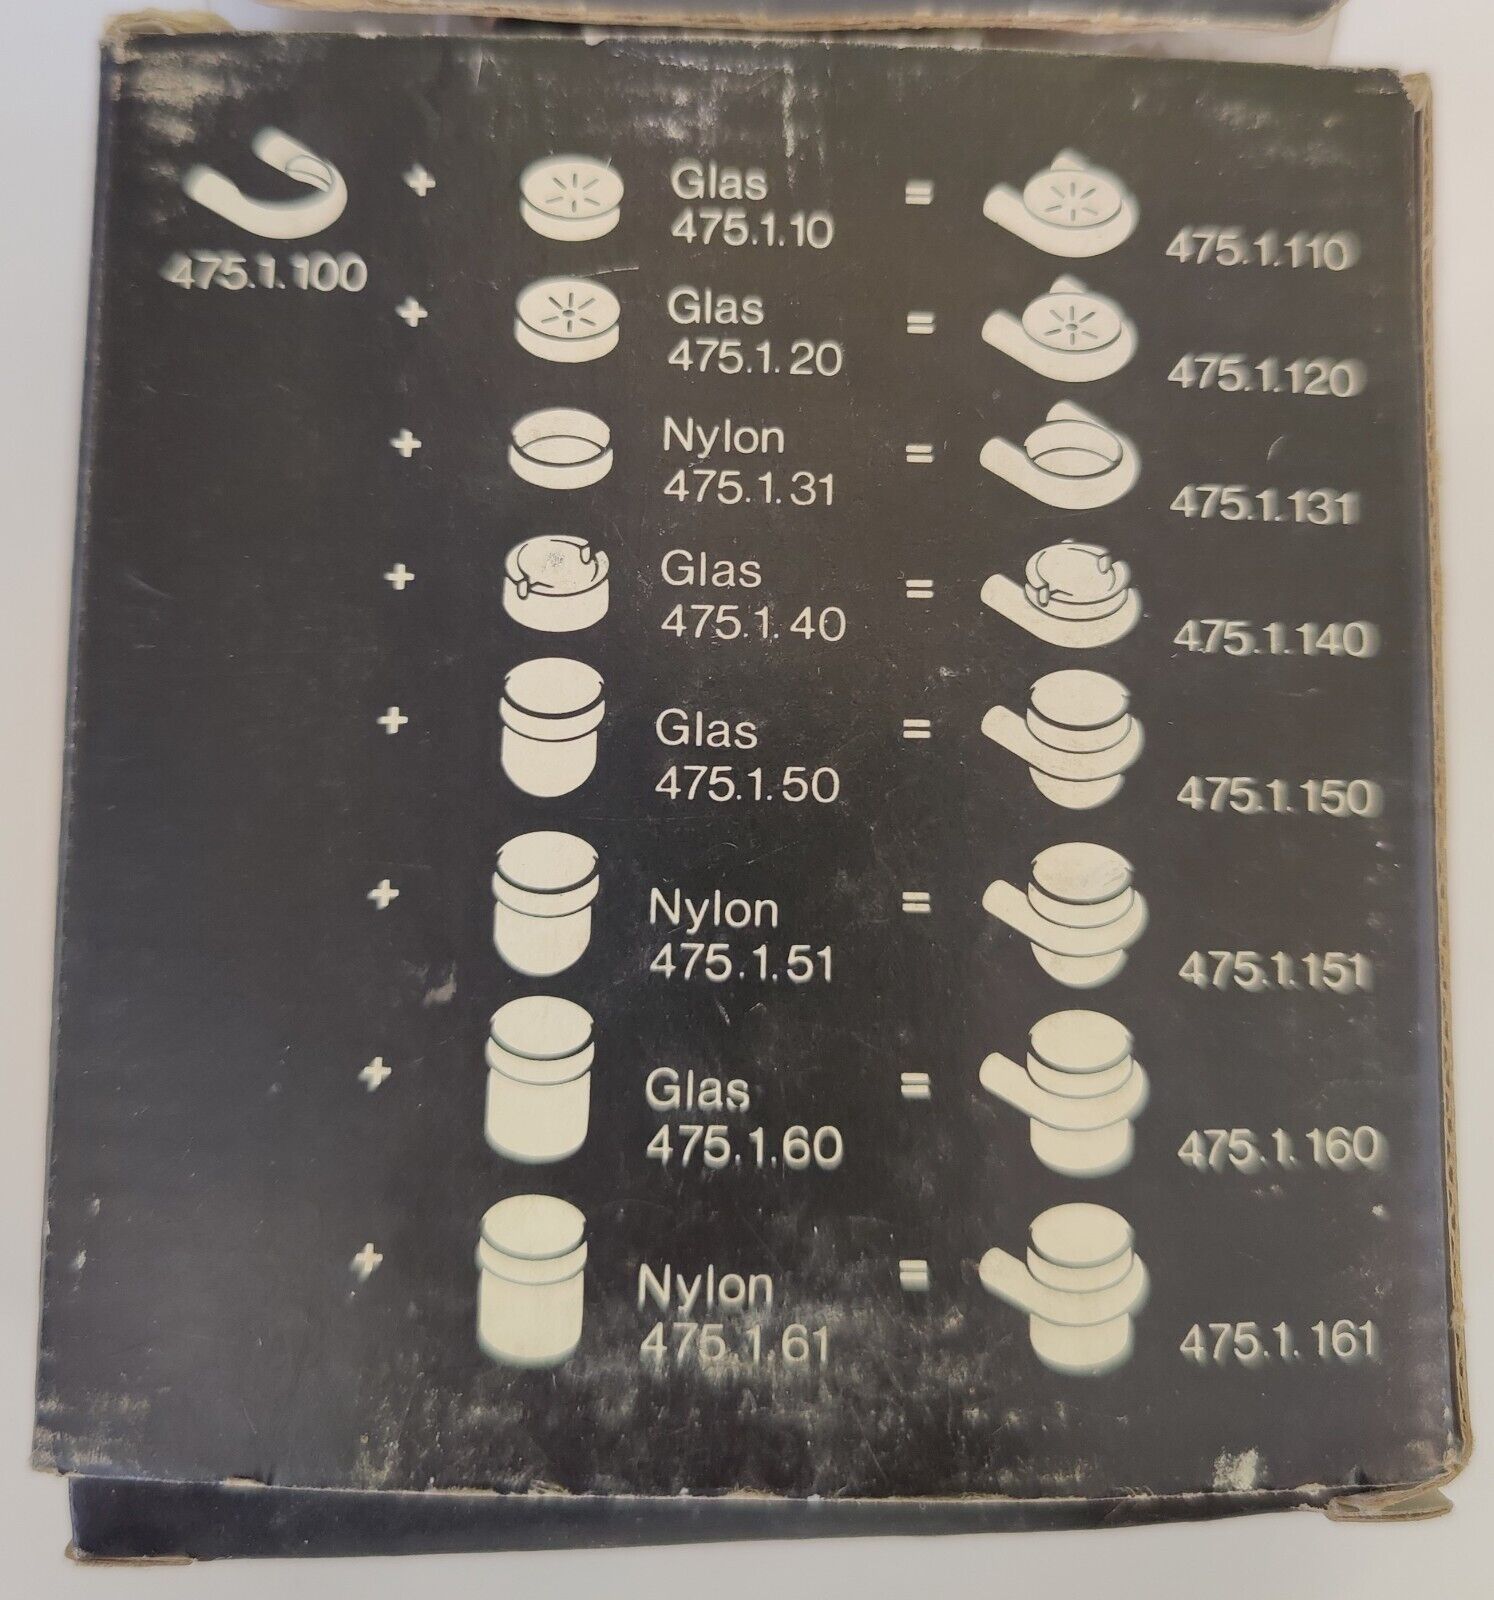 475.1.100 + Glas = 475.1.110
475.1.10
+ Glas = 475.1.120
475.1.20
+ Nylon = 475.1.131
475.1.31
+ Glas = 475.1.140
475.1.40
+ Glas = 475.1.150
475.1.50
+ Nylon = 475.1.151
475.1.51
+ Glas = 475.1.160
475.1.60
+ Nylon = 475.1.161
475.1.61